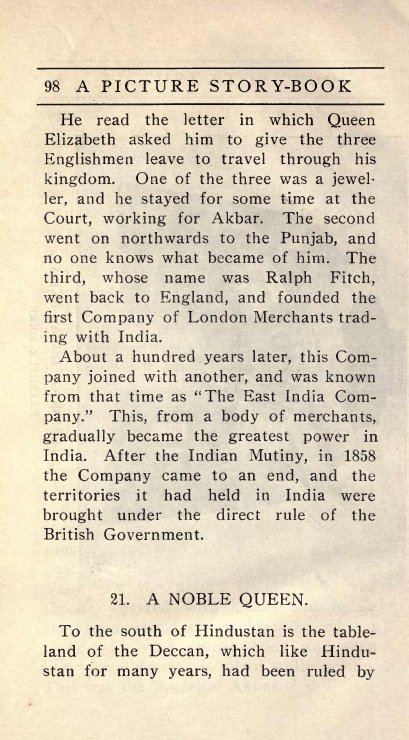 98 A PICTURE STORY-BOOK
He read the letter in which Queen
Elizabeth asked him to give the three
Englishmen leave to travel through his
kingdom. One of the three was a jewel-
ler, and he stayed for some time at the
Court, working for Akbar. The second
went on northwards to the Punjab, and
no one knows what became of him. The
third, whose name was Ralph Fitch,
went back to England, and founded the
first Company of London Merchants trad-
ing with India.
About a hundred years later, this Com-
pany joined with another, and was known
from that time as "The East India Com-
pany." This, from a body of merchants,
gradually became the greatest power in
India. After the Indian Mutiny, in 1858
the Company came to an end, and the
territories it had held in India were
brought under the direct rule of the
British Government.
21. A NOBLE QUEEN.
To the south of Hindustan is the table-
land of the Deccan, which like Hindu-
stan for many years, had been ruled by